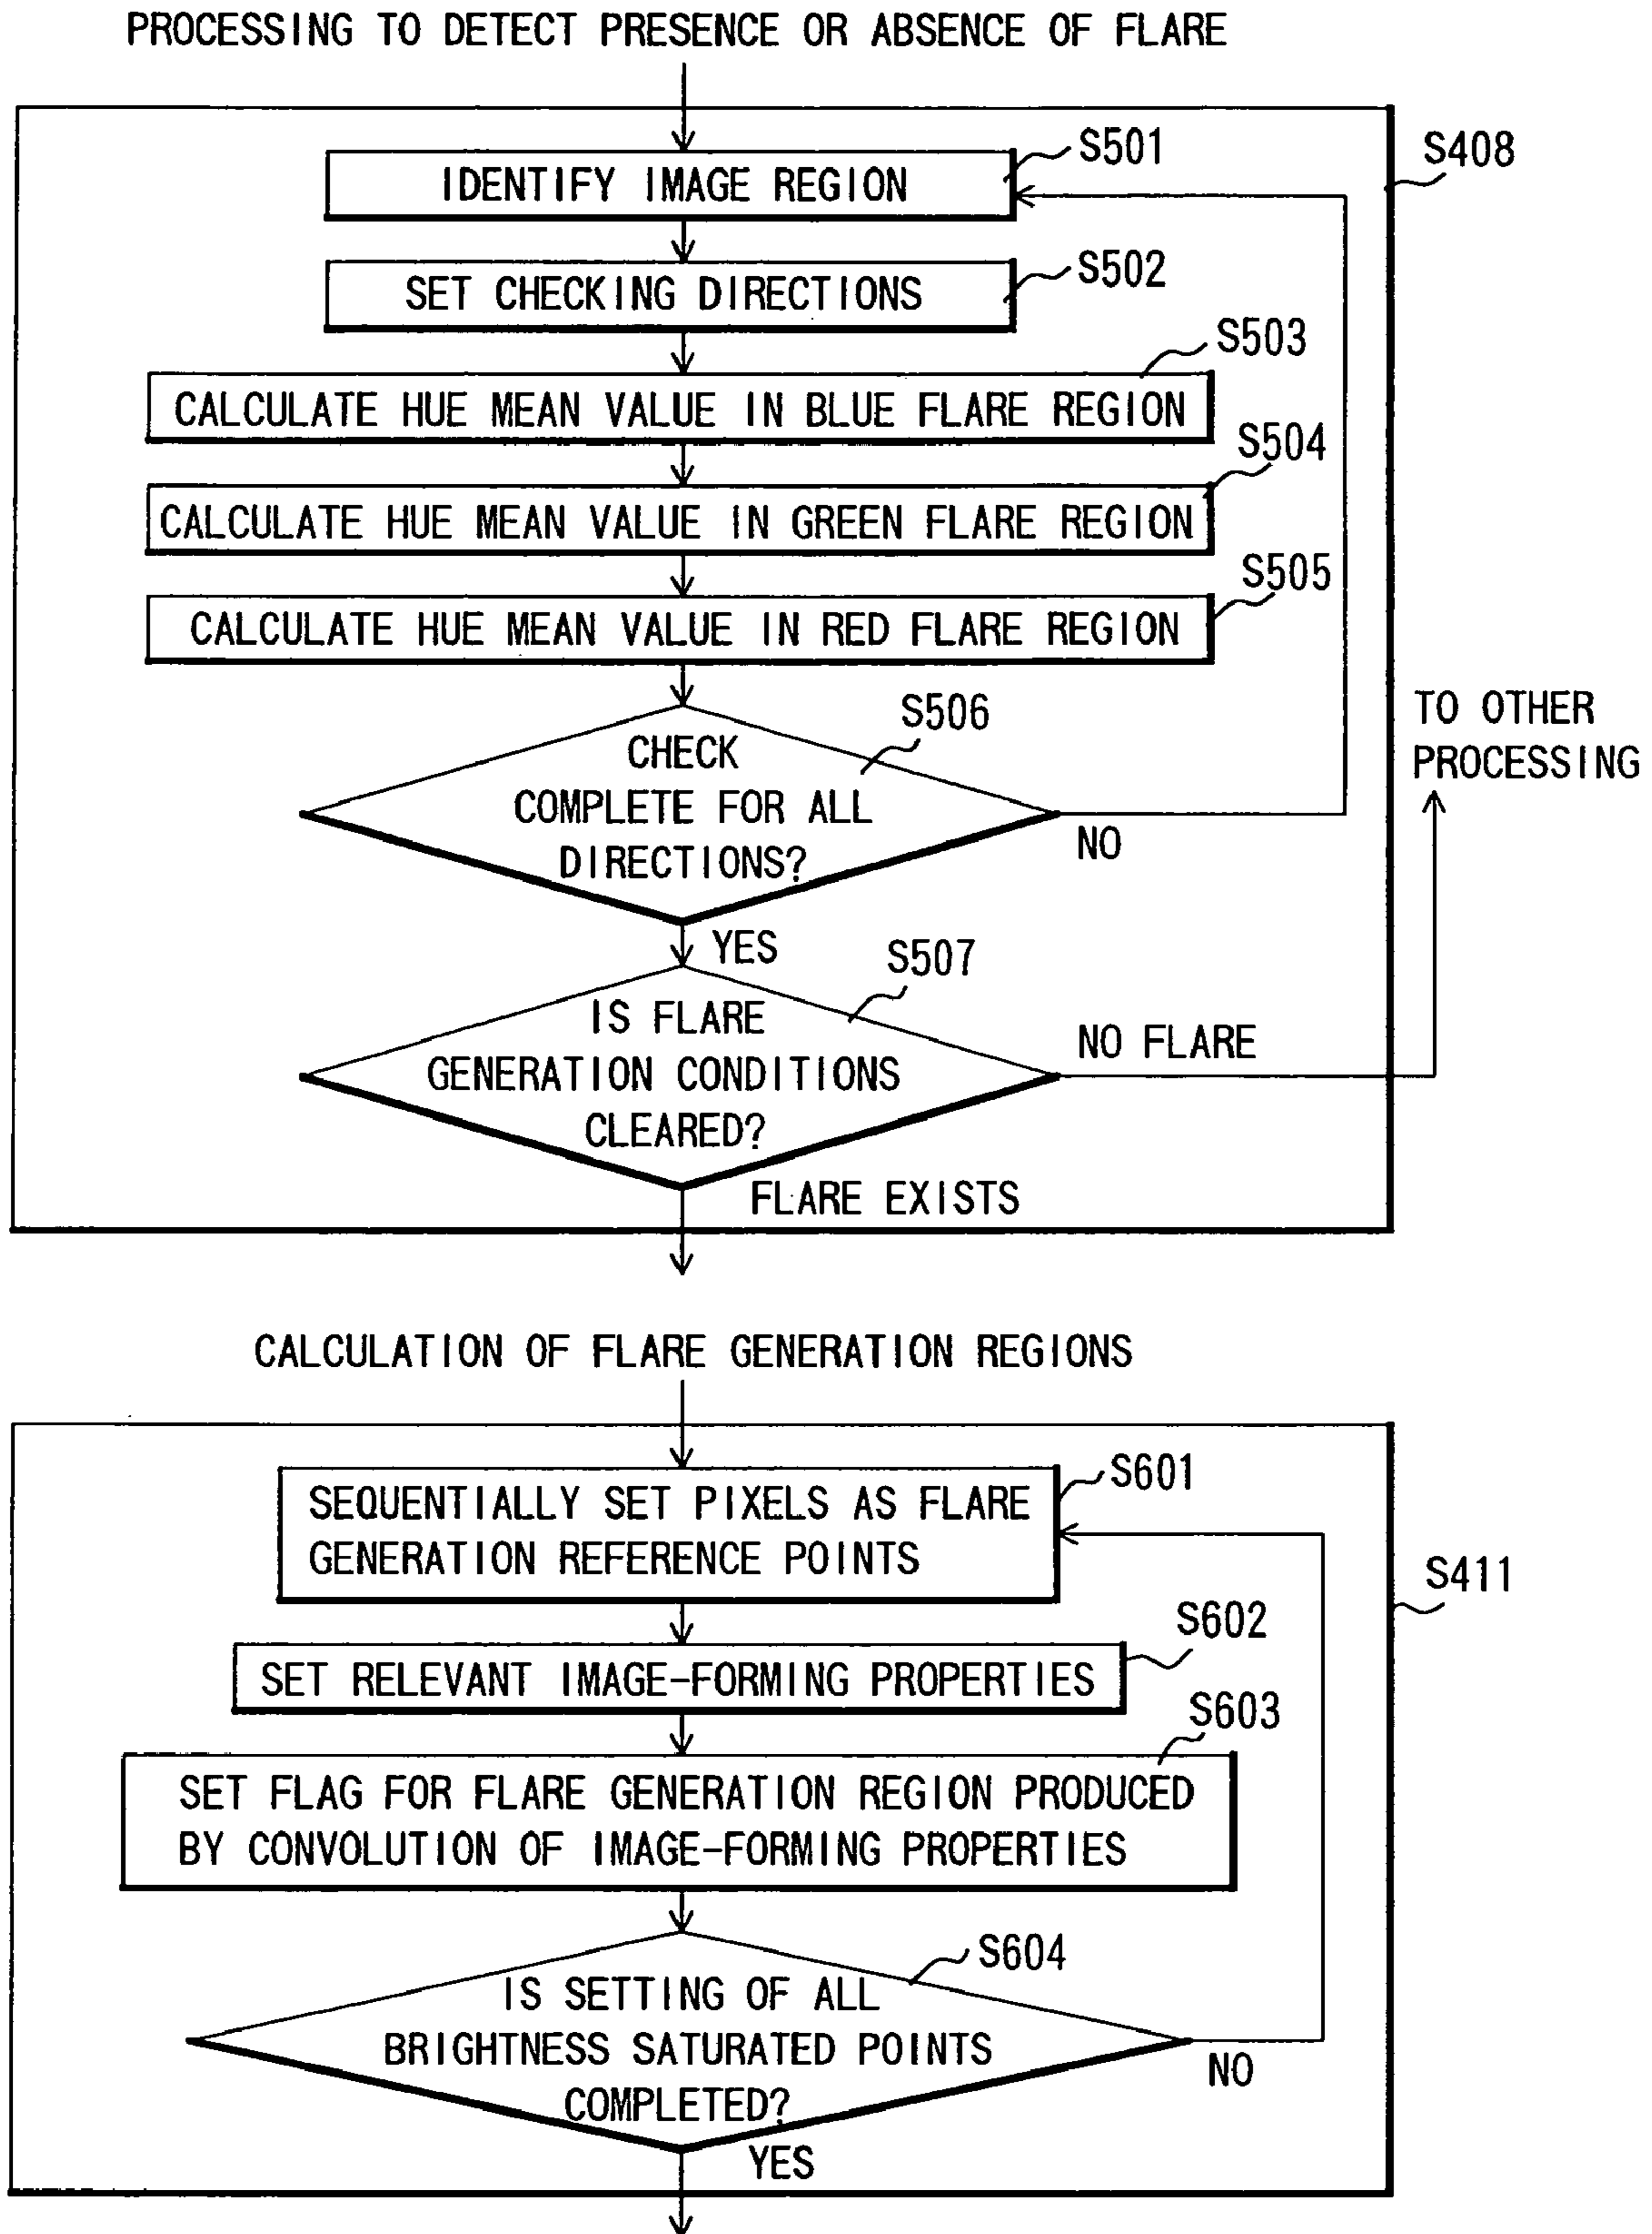 PROCESSING TO DETECT PRESENCE OR ABSENCE OF FLARE
S501
S408
IDENTIFY IMAGE REGION
S502
SET CHECKING DIRECTIONS
S503
CALCULATE HUE MEAN VALUE IN BLUE FLARE REGION
S504
CALCULATE HUE MEAN VALUE IN GREEN FLARE REGION
S505
CALCULATE HUE MEAN VALUE IN RED FLARE REGION
S506
CHECK
COMPLETE FOR ALL
DIRECTIONS?
NO
TO OTHER
PROCESSING
YES
S507
IS FLARE
GENERATION CONDITIONS
CLEARED?
NO FLARE
FLARE EXISTS
CALCULATION OF FLARE GENERATION REGIONS
S601
SEQUENTIALLY SET PIXELS AS FLARE
GENERATION REFERENCE POINTS
S411
S602
SET RELEVANT IMAGE-FORMING PROPERTIES
S603
SET FLAG FOR FLARE GENERATION REGION PRODUCED
BY CONVOLUTION OF IMAGE-FORMING PROPERTIES
S604
IS SETTING OF ALL
BRIGHTNESS SATURATED POINTS
COMPLETED?
NO
YES